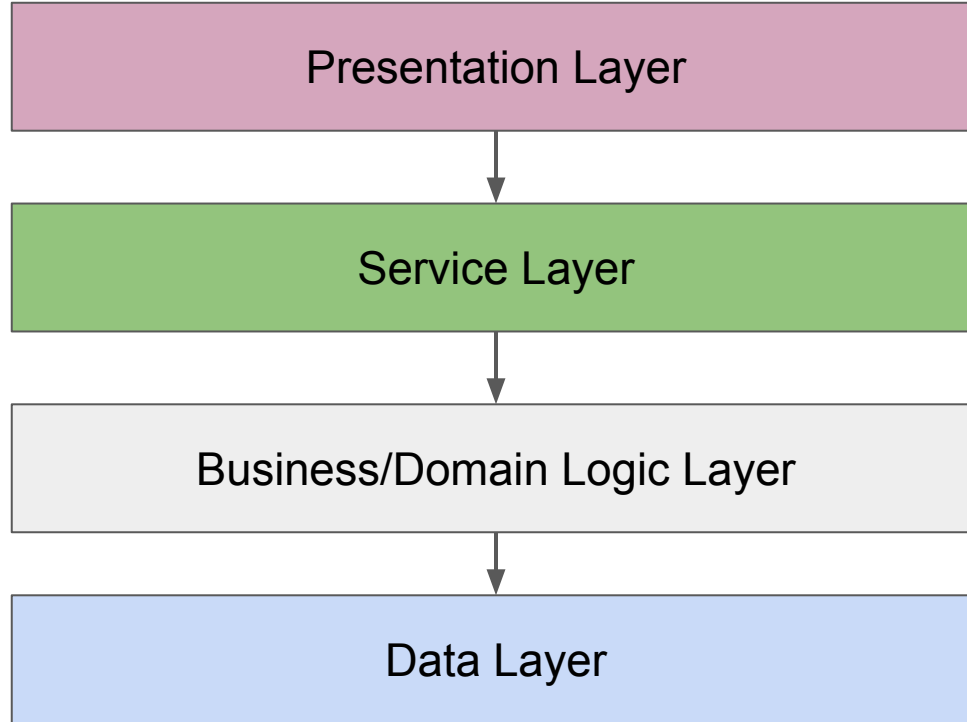 Presentation Layer
Service Layer
Business/Domain Logic Layer
Data Layer